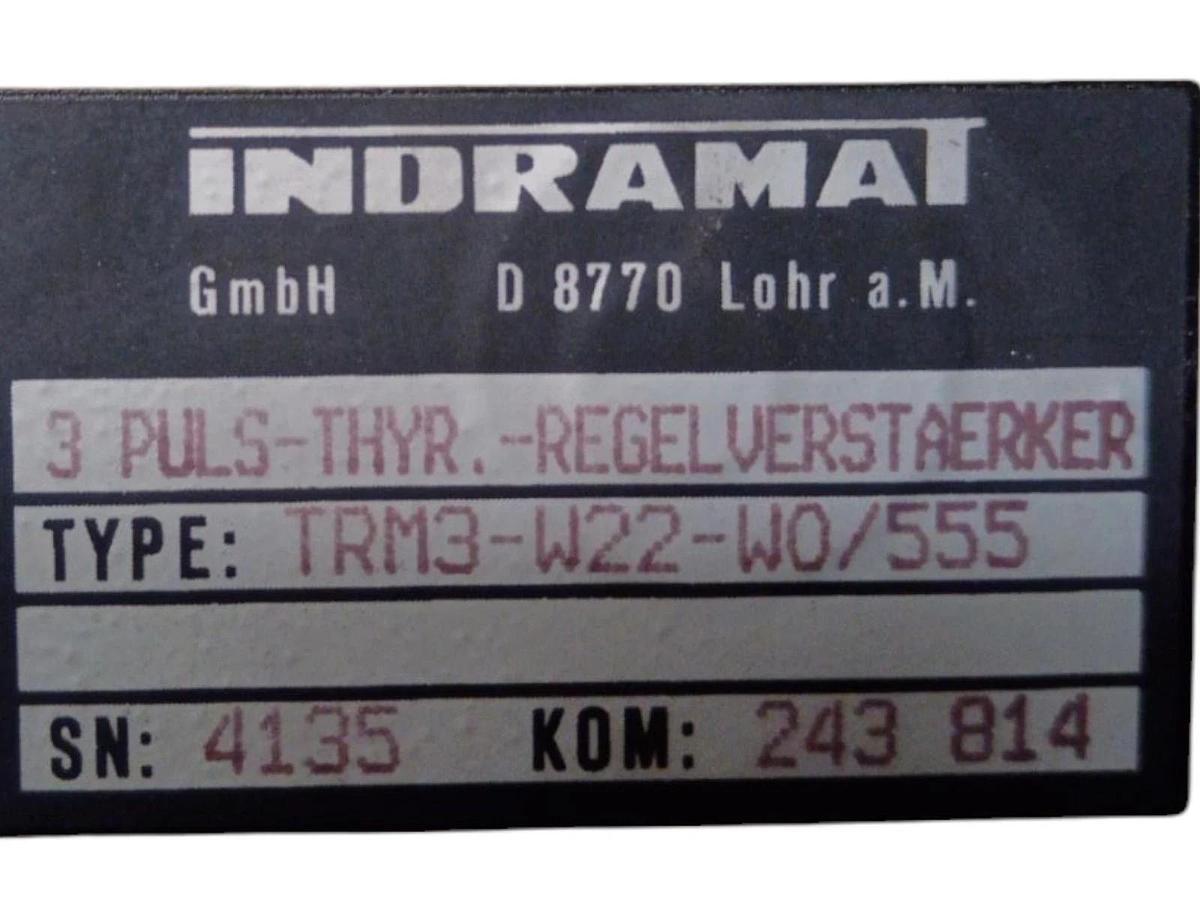 INDRAMAT
GmbH D 8770 Lohr a.M.
3 PULS-THYR.-REGELVERSTAERKER
TYPE: TRM3-W22-W0/555
SN: 4135 KOM: 243 814